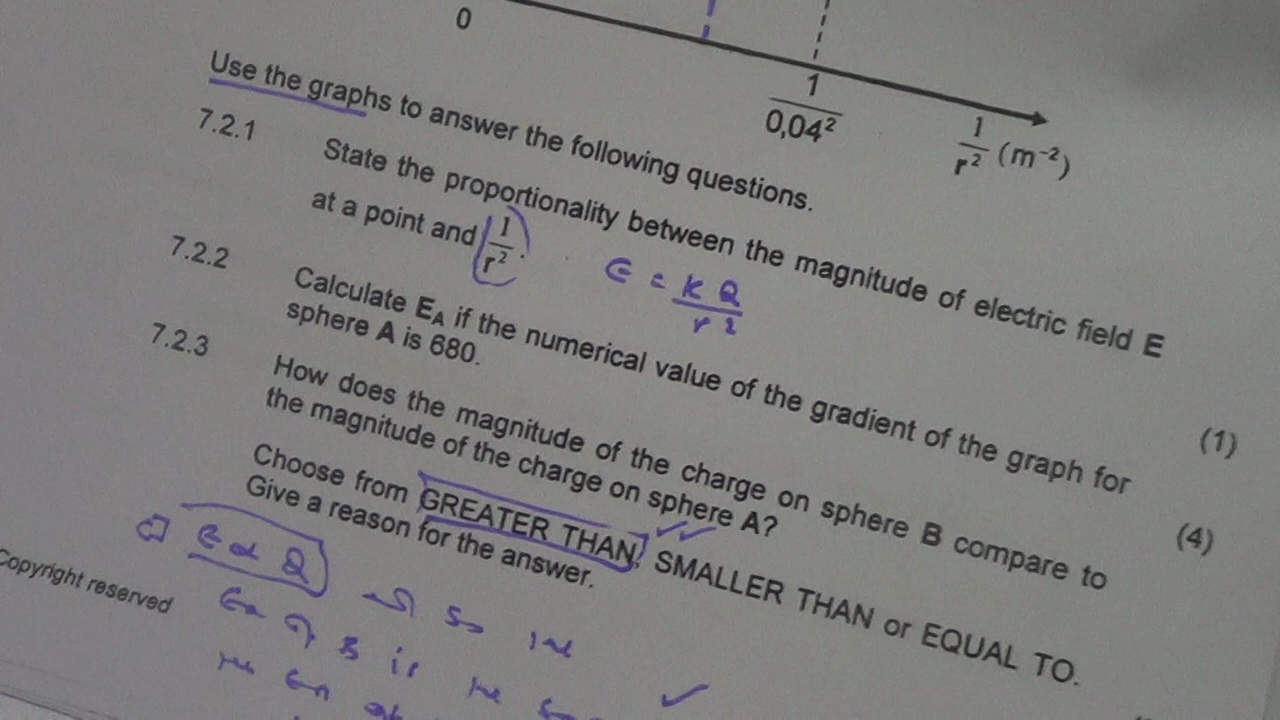 0
1
0,04²
1
r² (m⁻²)
Use the graphs to answer the following questions.
7.2.1 State the proportionality between the magnitude of electric field E
at a point and 1/r².
E = kQ/r²
(1)
7.2.2 Calculate E_A if the numerical value of the gradient of the graph for
sphere A is 680.
(4)
7.2.3 How does the magnitude of the charge on sphere B compare to
the magnitude of the charge on sphere A?
Choose from GREATER THAN, SMALLER THAN or EQUAL TO.
Give a reason for the answer.
E α Q
so
B is
Copyright reserved